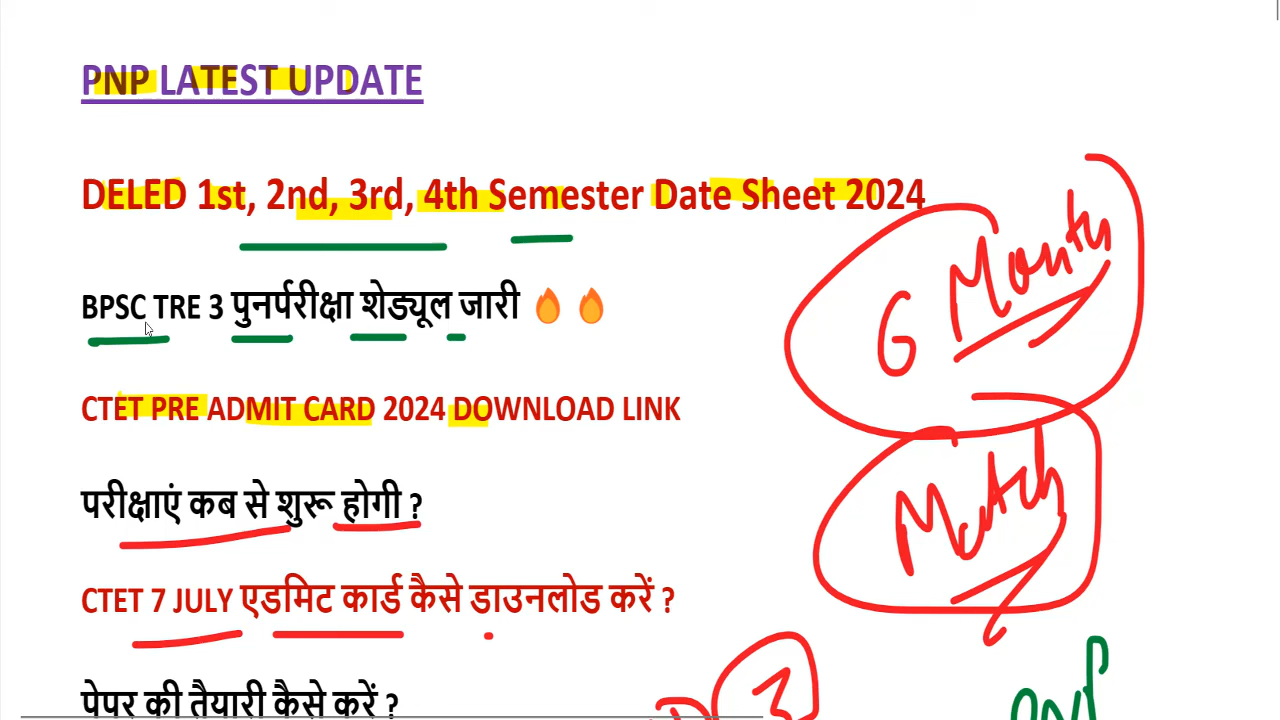 PNP LATEST UPDATE
DELED 1st, 2nd, 3rd, 4th Semester Date Sheet 2024
6 Month
BPSC TRE 3 पुनर्परीक्षा शेड्यूल जारी 🔥 🔥
CTET PRE ADMIT CARD 2024 DOWNLOAD LINK
परीक्षाएं कब से शुरू होगी ?
Match
CTET 7 JULY एडमिट कार्ड कैसे डाउनलोड करें ?
पेपर की तैयारी कैसे करें ?
3